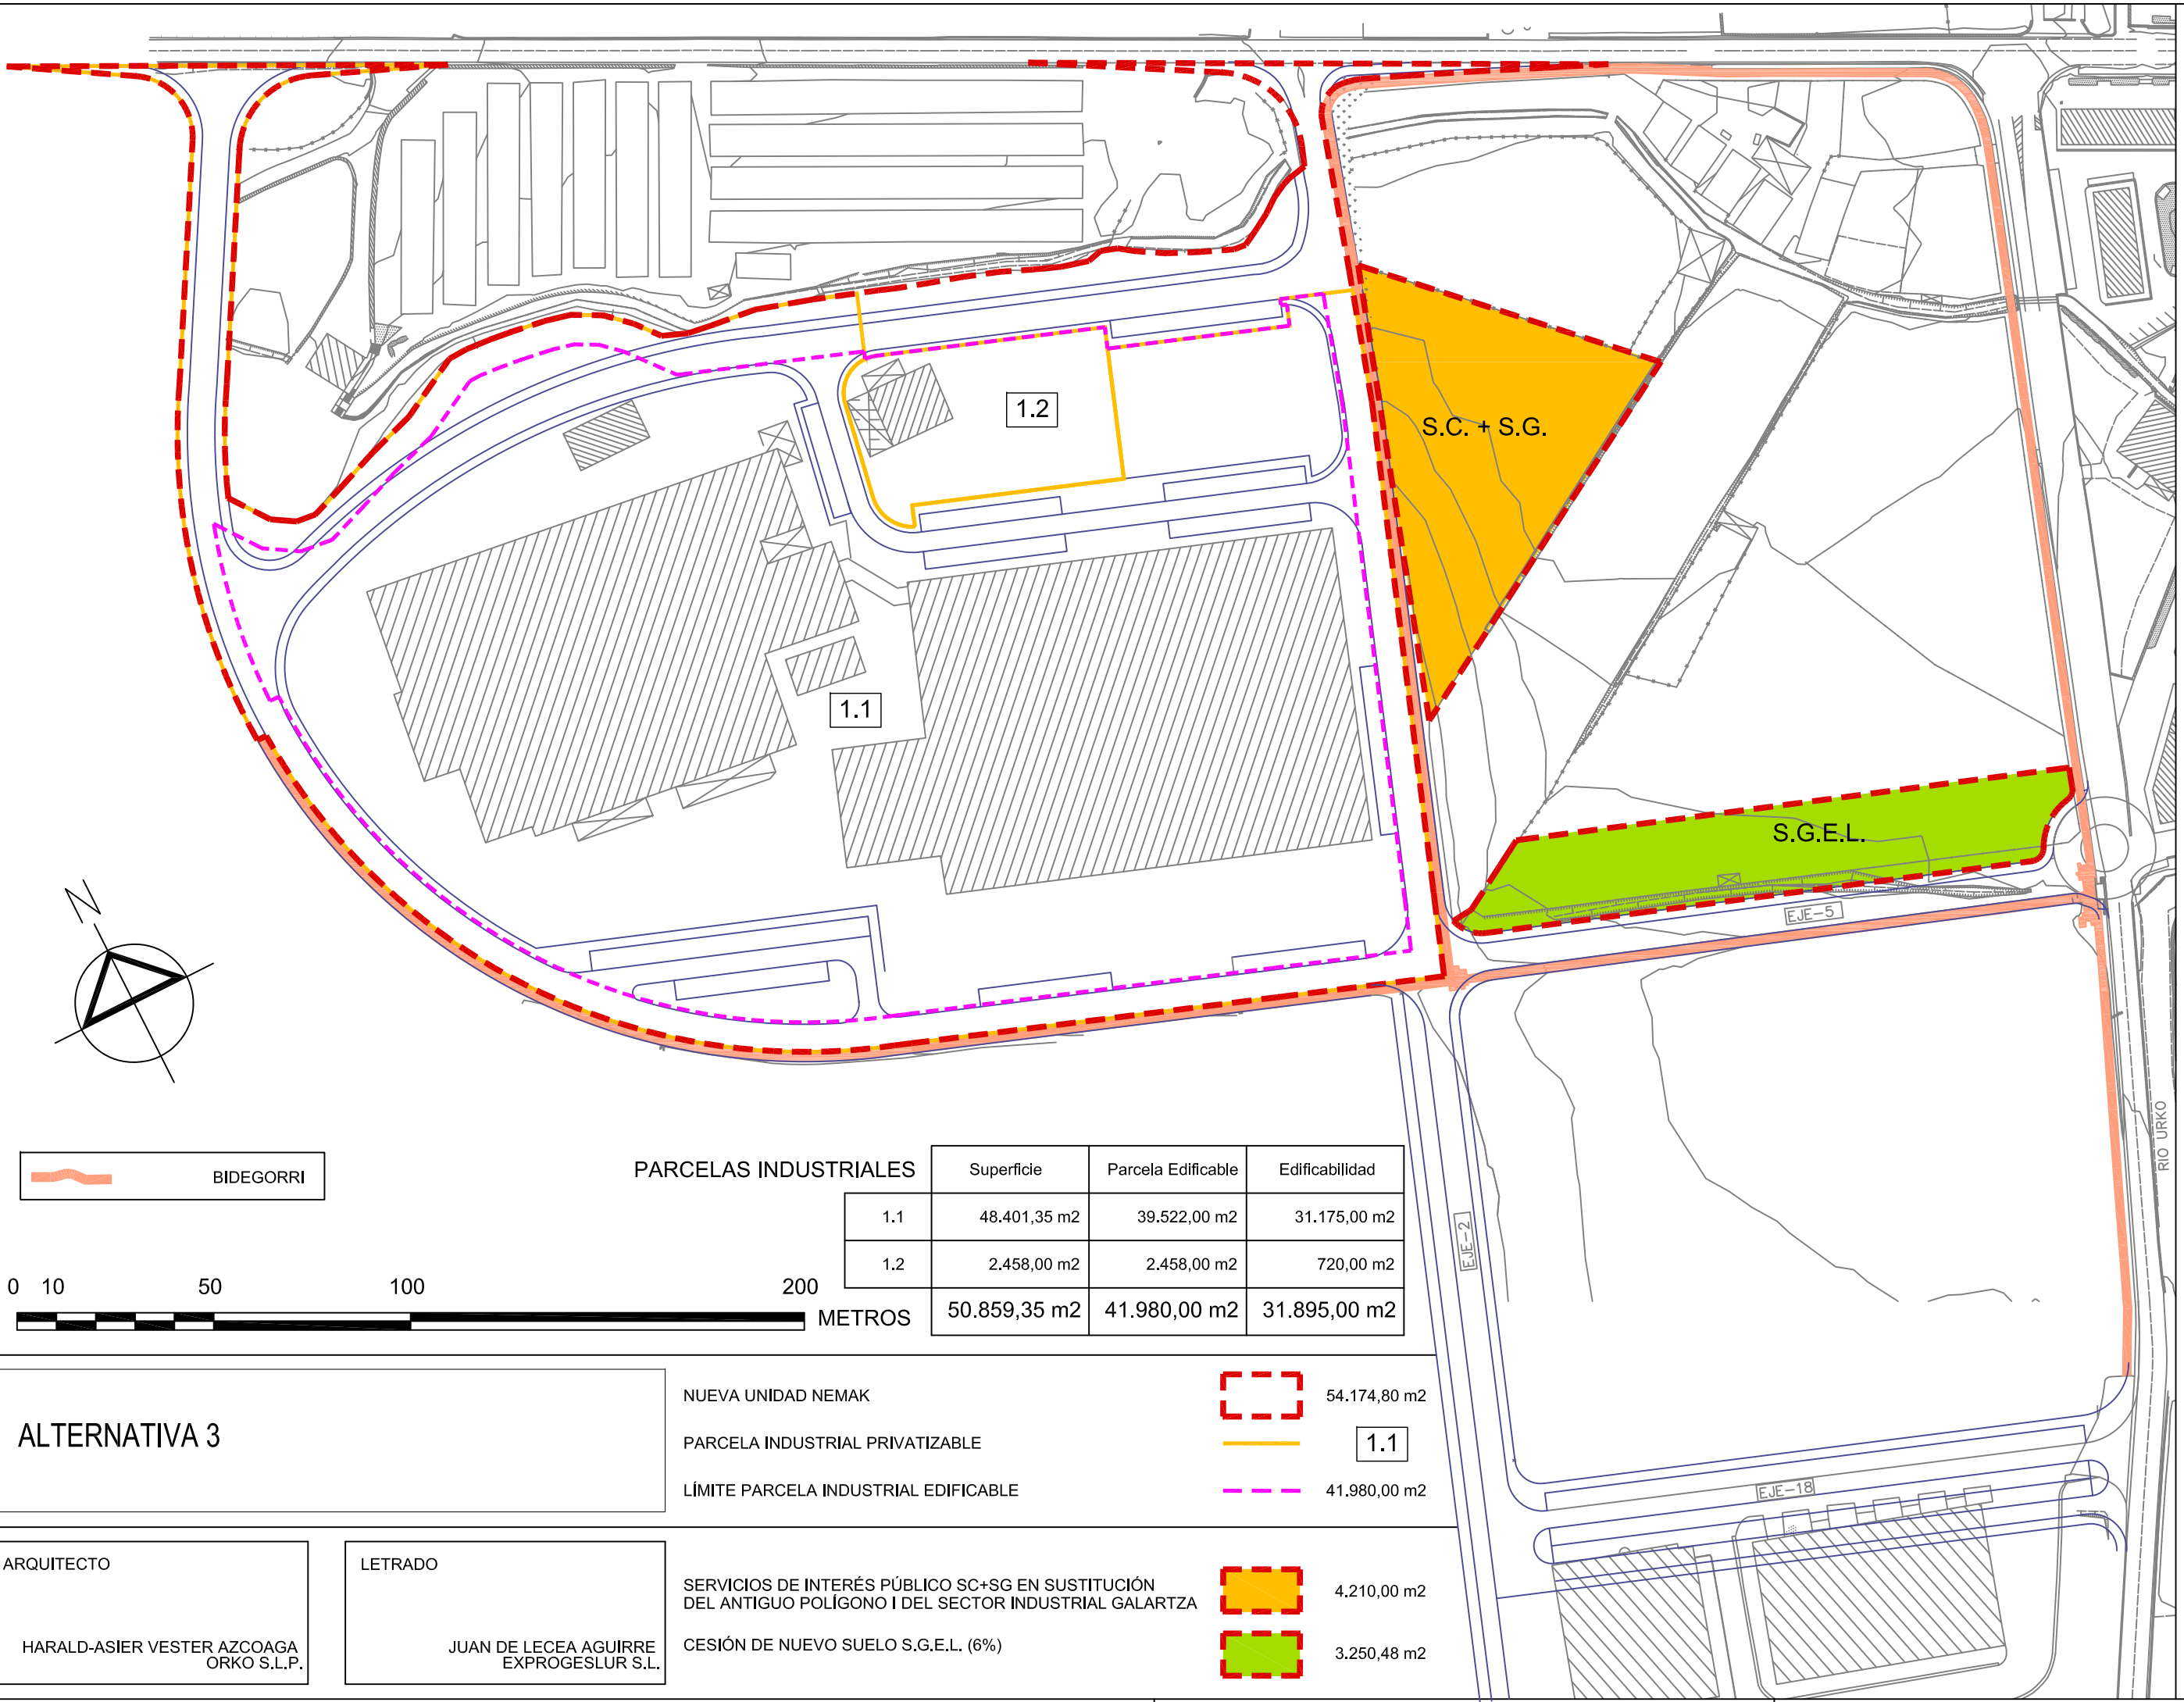 1.2
S.C. + S.G.
1.1
S.G.E.L.
EJE-5
N
RIO URKO
BIDEGORRI
PARCELAS INDUSTRIALES
Superficie Parcela Edificable Edificabilidad
1.1 48.401,35 m2 39.522,00 m2 31.175,00 m2
1.2 2.458,00 m2 2.458,00 m2 720,00 m2
50.859,35 m2 41.980,00 m2 31.895,00 m2
EJE-2
0 10 50 100 200
METROS
ALTERNATIVA 3
NUEVA UNIDAD NEMAK 54.174,80 m2
PARCELA INDUSTRIAL PRIVATIZABLE 1.1
LÍMITE PARCELA INDUSTRIAL EDIFICABLE 41.980,00 m2
EJE-18
ARQUITECTO
HARALD-ASIER VESTER AZCOAGA
ORKO S.L.P.
LETRADO
JUAN DE LECEA AGUIRRE
EXPROGESLUR S.L.
SERVICIOS DE INTERÉS PÚBLICO SC+SG EN SUSTITUCIÓN
DEL ANTIGUO POLÍGONO I DEL SECTOR INDUSTRIAL GALARTZA 4.210,00 m2
CESIÓN DE NUEVO SUELO S.G.E.L. (6%) 3.250,48 m2